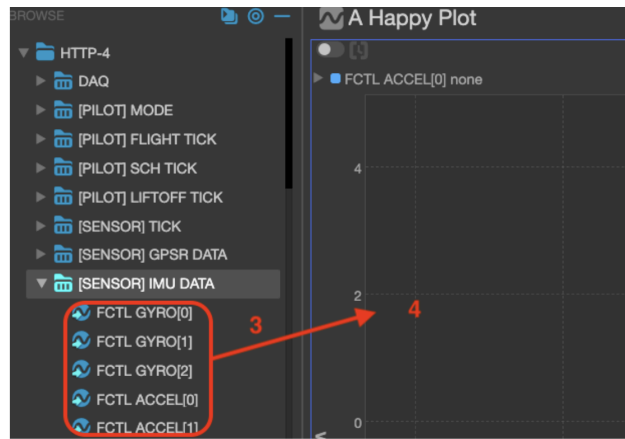 BROWSE
HTTP-4
DAQ
[PILOT] MODE
[PILOT] FLIGHT TICK
[PILOT] SCH TICK
[PILOT] LIFTOFF TICK
[SENSOR] TICK
[SENSOR] GPSR DATA
[SENSOR] IMU DATA
FCTL GYRO[0]
FCTL GYRO[1]
FCTL GYRO[2]
FCTL ACCEL[0]
FCTL ACCEL[1]
3
A Happy Plot
FCTL ACCEL[0] none
4
2
4
0